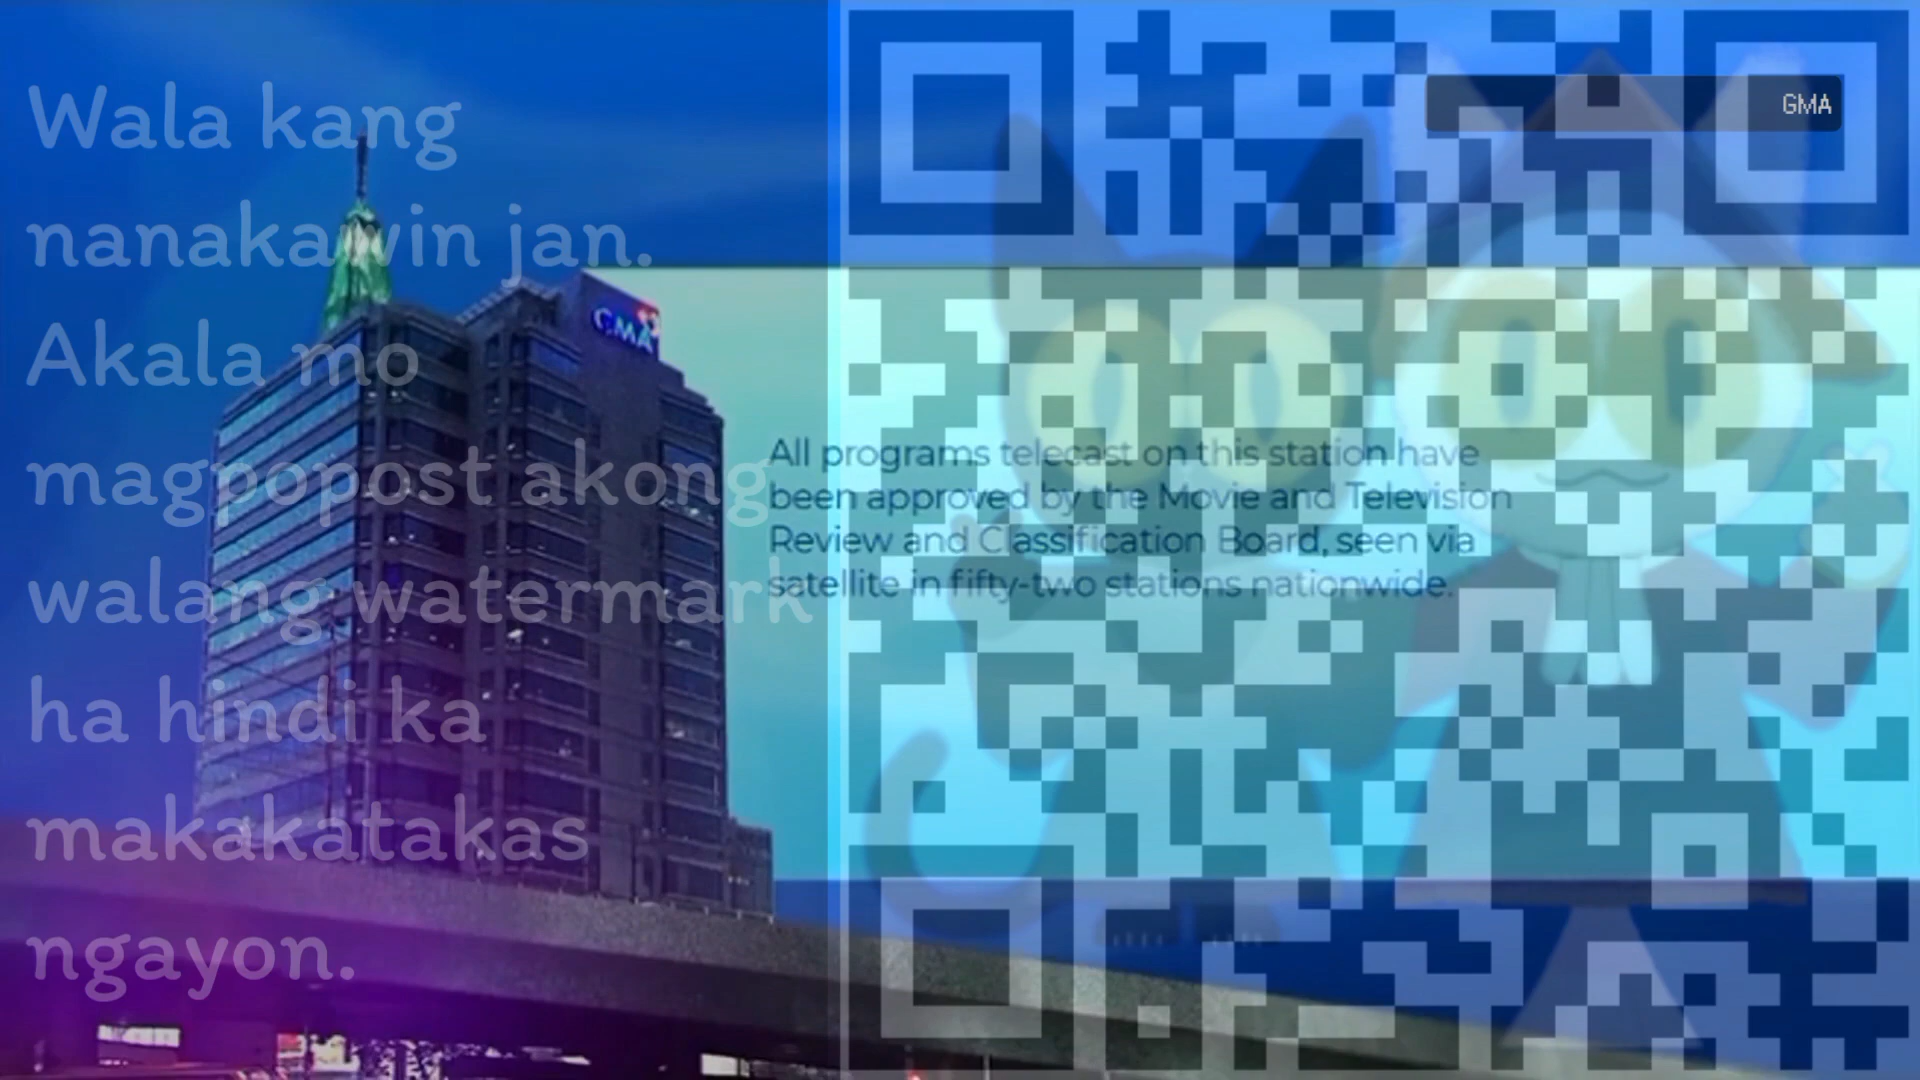 Wala kang
nanakawin jan.
Akala mo
magpopost akong
walang watermark
ha hindi ka
makakatakas
ngayon.
GMA
GMA
All programs telecast on this station have
been approved by the Movie and Television
Review and Classification Board, seen via
satellite in fifty-two stations nationwide.